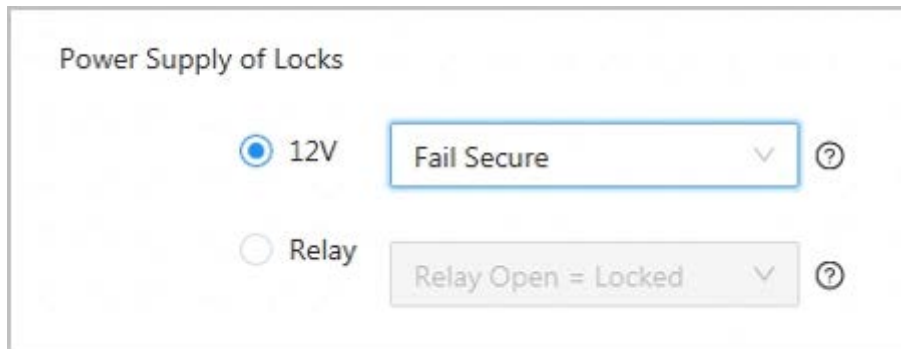 Power Supply of Locks
12V Fail Secure ?
Relay Relay Open = Locked ?